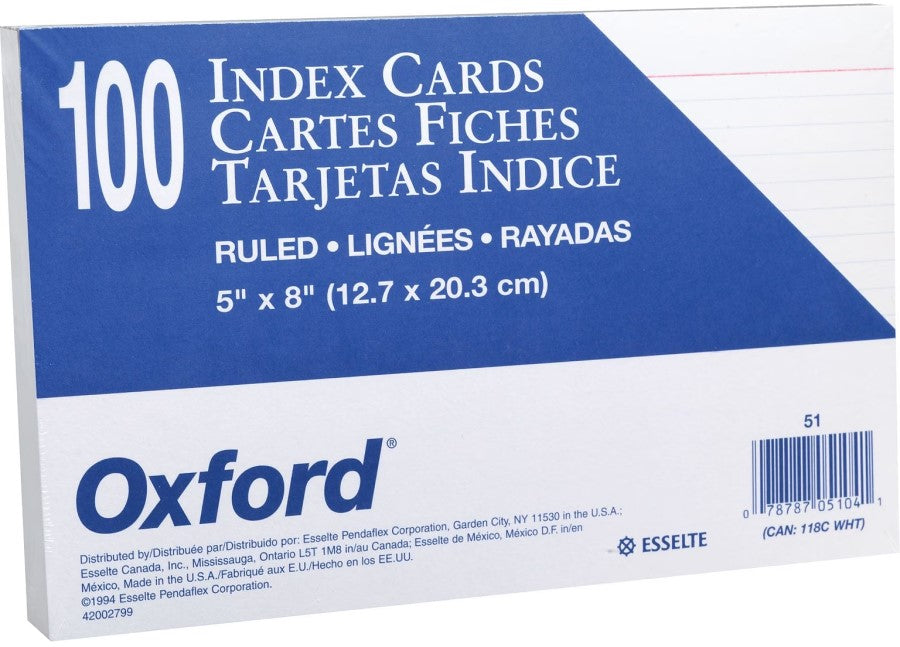 100
INDEX CARDS
CARTES FICHES
TARJETAS INDICE
RULED • LIGNÉES • RAYADAS
5" x 8" (12.7 x 20.3 cm)
Oxford®
Distributed by/Distribuée par/Distribuido por: Esselte Pendaflex Corporation, Garden City, NY 11530 in the U.S.A.;
Esselte Canada, Inc., Mississauga, Ontario L5T 1M8 in/au Canada; Esselte de México, México D.F. in/en
México, Made in the U.S.A./Fabriqué aux E.U./Hecho en los EE.UU.
©1994 Esselte Pendaflex Corporation.
42002799
ESSELTE
51
0 78787 05104 1
(CAN: 118C WHT)